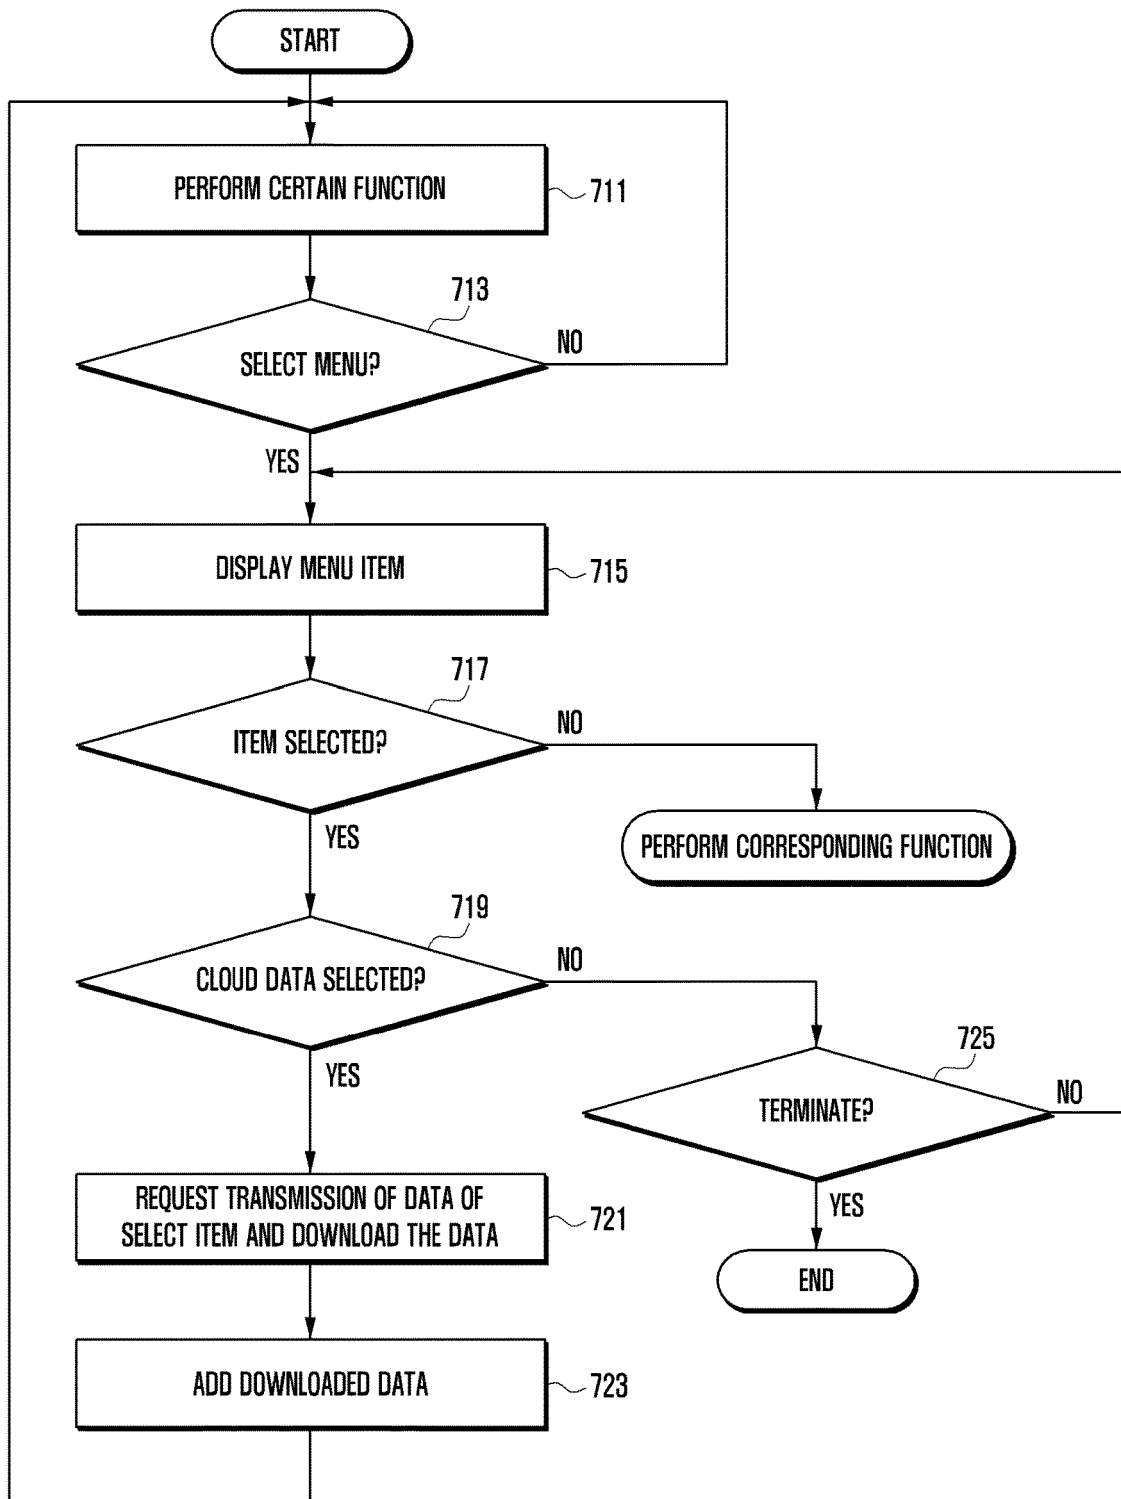 START
PERFORM CERTAIN FUNCTION
711
713
SELECT MENU?
NO
YES
DISPLAY MENU ITEM
715
717
ITEM SELECTED?
NO
YES
PERFORM CORRESPONDING FUNCTION
719
CLOUD DATA SELECTED?
NO
YES
725
TERMINATE?
NO
YES
REQUEST TRANSMISSION OF DATA OF
SELECT ITEM AND DOWNLOAD THE DATA
721
END
ADD DOWNLOADED DATA
723